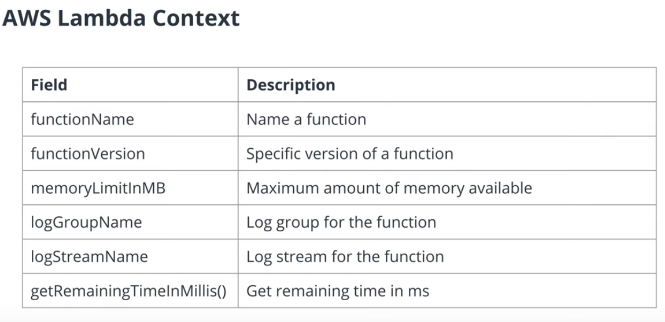 AWS Lambda Context
Field Description
functionName Name a function
functionVersion Specific version of a function
memoryLimitInMB Maximum amount of memory available
logGroupName Log group for the function
logStreamName Log stream for the function
getRemainingTimeInMillis() Get remaining time in ms